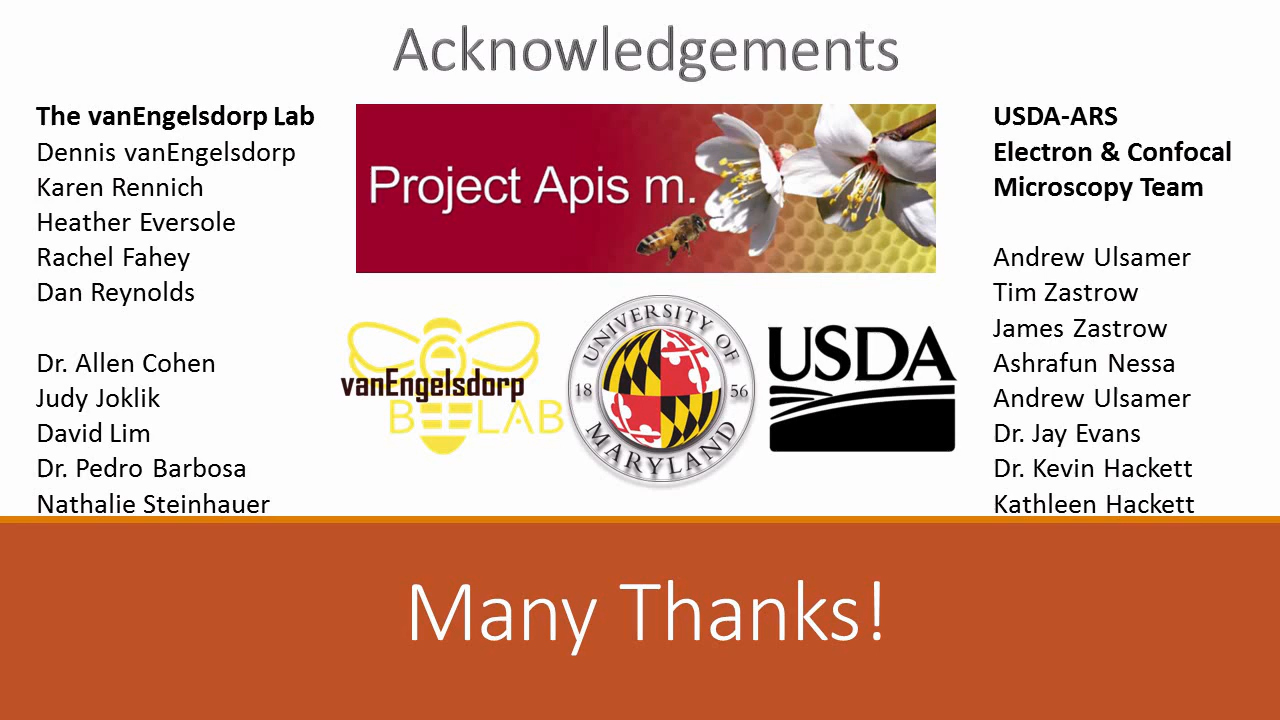 Acknowledgements
The vanEngelsdorp Lab
Dennis vanEngelsdorp
Karen Rennich
Heather Eversole
Rachel Fahey
Dan Reynolds
Dr. Allen Cohen
Judy Joklik
David Lim
Dr. Pedro Barbosa
Nathalie Steinhauer
Project Apis m.
vanEngelsdorp
BEE LAB
UNIVERSITY OF
18 56
MARYLAND
USDA
USDA-ARS
Electron & Confocal
Microscopy Team
Andrew Ulsamer
Tim Zastrow
James Zastrow
Ashrafun Nessa
Andrew Ulsamer
Dr. Jay Evans
Dr. Kevin Hackett
Kathleen Hackett
Many Thanks!